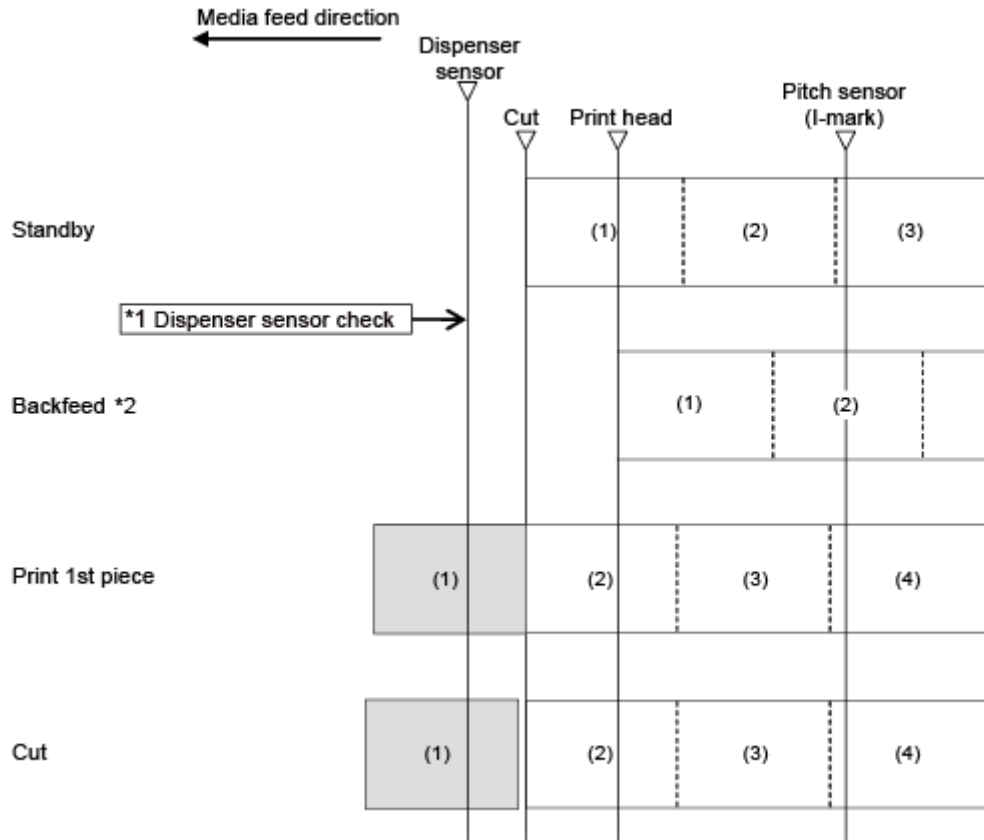 Media feed direction
Dispenser
sensor
Cut
Print head
Pitch sensor
(I-mark)
Standby
(1)
(2)
(3)
*1 Dispenser sensor check
Backfeed *2
(1)
(2)
Print 1st piece
(1)
(2)
(3)
(4)
Cut
(1)
(2)
(3)
(4)